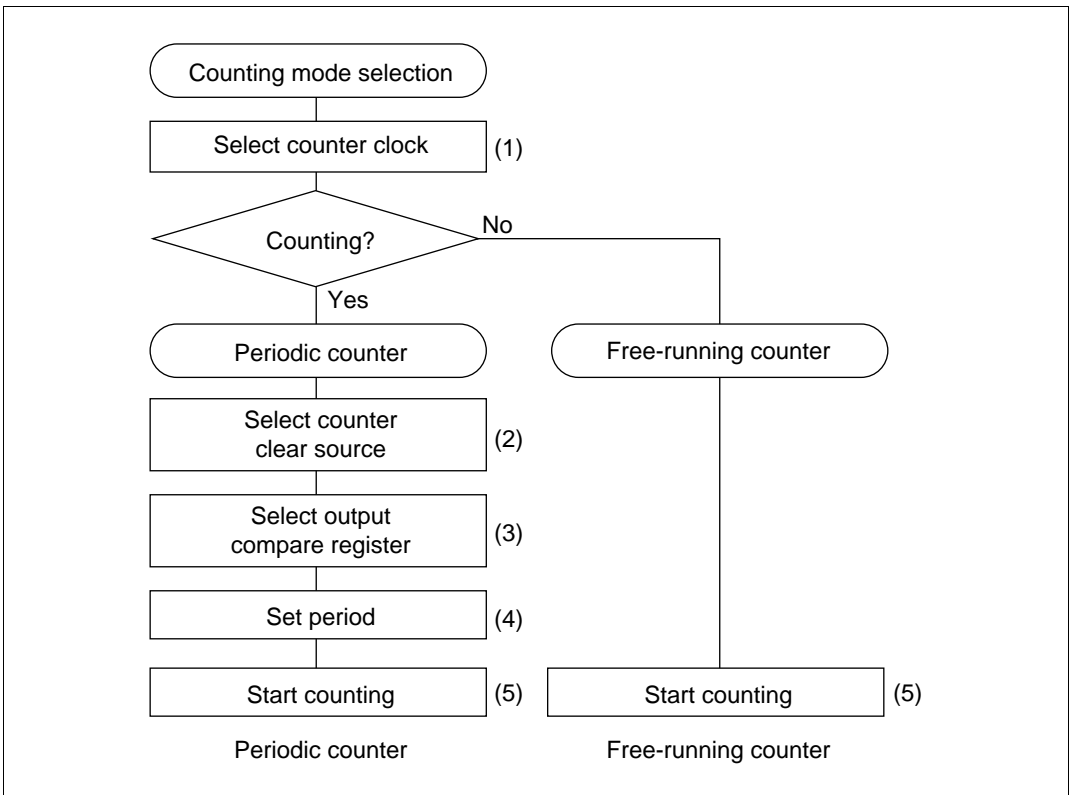 Counting mode selection
Select counter clock
(1)
Counting?
No
Yes
Periodic counter
Free-running counter
Select counter
clear source
(2)
Select output
compare register
(3)
Set period
(4)
Start counting
(5)
Start counting
(5)
Periodic counter
Free-running counter